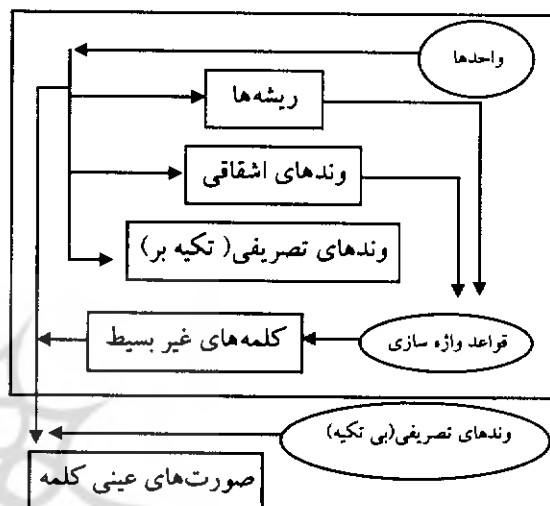 واحدها
ریشه‌ها
وندهای اشقاقی
وندهای تصریفی( تکیه بر)
قواعد واژه سازی
کلمه‌های غیر بسیط
وندهای تصریفی(بی تکیه)
صورت‌های عینی کلمه